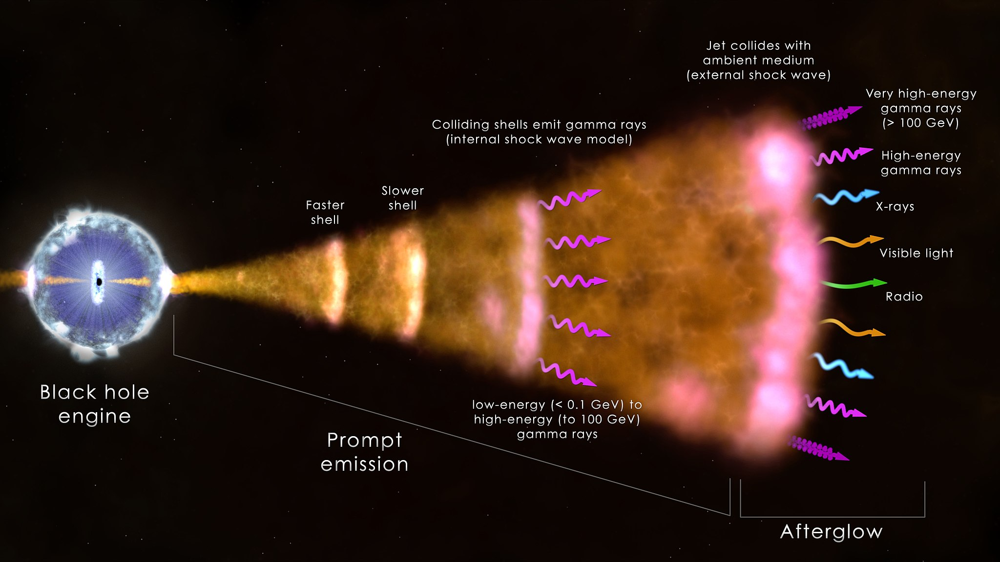 Jet collides with
ambient medium
(external shock wave)
Very high-energy
gamma rays
(> 100 GeV)
Colliding shells emit gamma rays
(internal shock wave model)
High-energy
gamma rays
Slower
shell
Faster
shell
X-rays
Visible light
Radio
Black hole
engine
low-energy (< 0.1 GeV) to
high-energy (to 100 GeV)
gamma rays
Prompt
emission
Afterglow